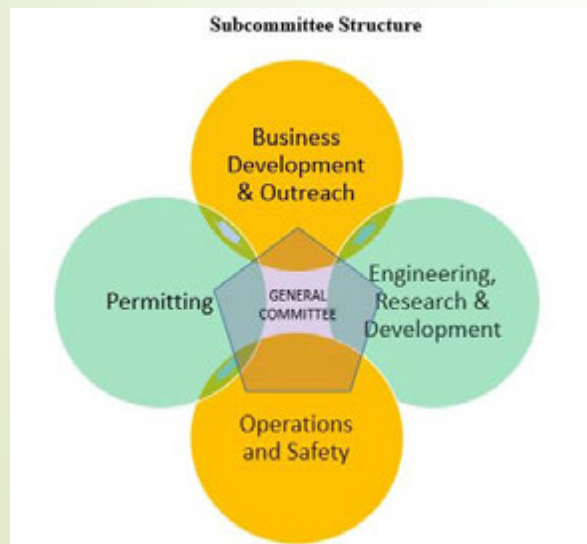 Subcommittee Structure
Business
Development
& Outreach
Permitting
GENERAL
COMMITTEE
Engineering,
Research &
Development
Operations
and Safety